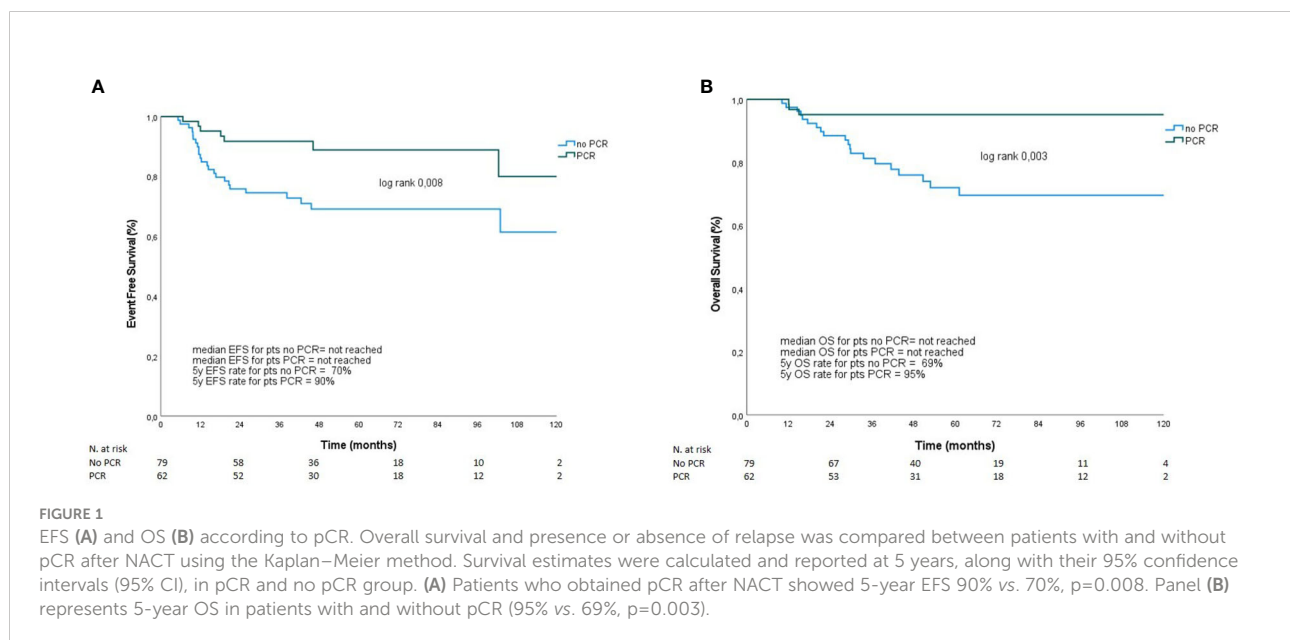 A
Event Free Survival (%)
1,0
0,8
0,6
0,4
0,2
0,0
no PCR
PCR
log rank 0,008
median EFS for pts no PCR= not reached
median EFS for pts PCR = not reached
5y EFS rate for pts no PCR = 70%
5y EFS rate for pts PCR = 90%
0 12 24 36 48 60 72 84 96 108 120
Time (months)
N. at risk
No PCR 79 58 36 18 10 2
PCR 62 52 30 18 12 2
B
Overall Survival (%)
1,0
0,8
0,6
0,4
0,2
0,0
no PCR
PCR
log rank 0,003
median OS for pts no PCR= not reached
median OS for pts PCR = not reached
5y OS rate for pts no PCR = 69%
5y OS rate for pts PCR = 95%
0 12 24 36 48 60 72 84 96 108 120
Time (months)
N. at risk
No PCR 79 67 40 19 11 4
PCR 62 53 31 18 12 2
FIGURE 1
EFS (A) and OS (B) according to pCR. Overall survival and presence or absence of relapse was compared between patients with and without
pCR after NACT using the Kaplan–Meier method. Survival estimates were calculated and reported at 5 years, along with their 95% confidence
intervals (95% CI), in pCR and no pCR group. (A) Patients who obtained pCR after NACT showed 5-year EFS 90% vs. 70%, p=0.008. Panel (B)
represents 5-year OS in patients with and without pCR (95% vs. 69%, p=0.003).